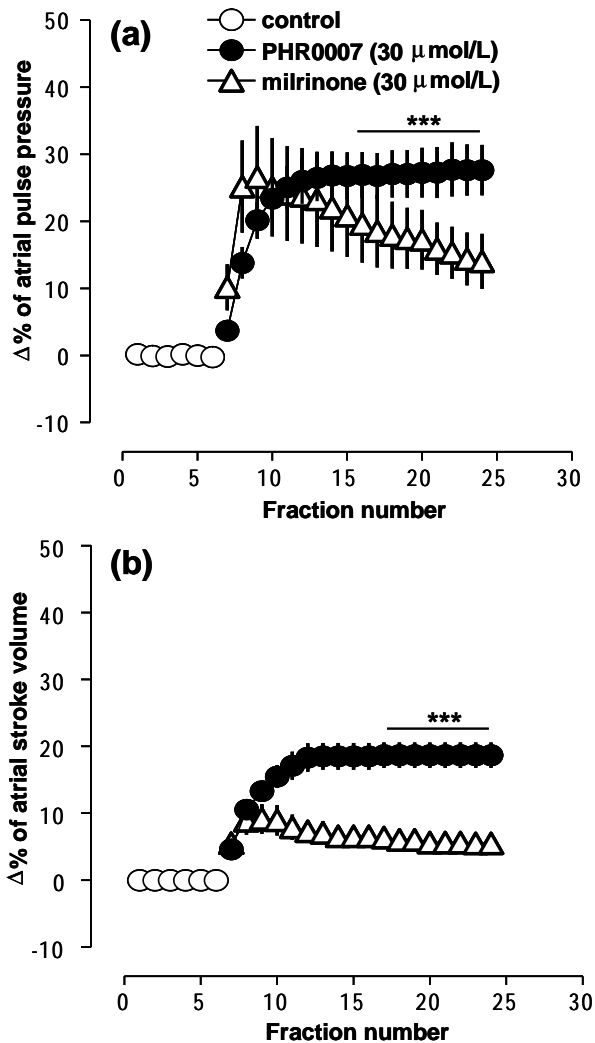 (a)
control
PHR0007 (30 μmol/L)
milrinone (30 μmol/L)
Δ% of atrial pulse pressure
50
40
30
20
10
0
-10
***
0 5 10 15 20 25 30
Fraction number
(b)
Δ% of atrial stroke volume
50
40
30
20
10
0
-10
***
0 5 10 15 20 25 30
Fraction number